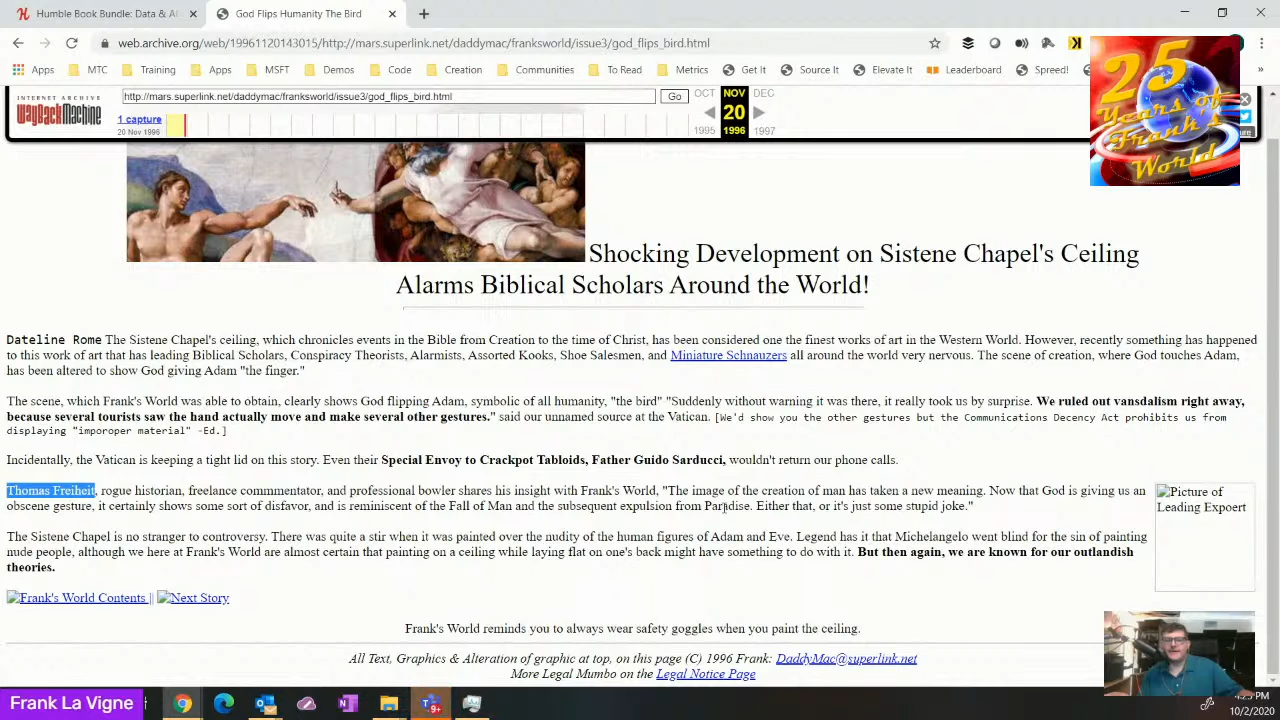 Humanity The Bird - A
God Flips Humanity The Bird
web.archive.org/web/19961120143015/http://mars.superlink.net/daddymac/franksworld/issue3/god_flips_bird.html
Apps MTC Training Apps MSFT Demos Code Creation Communities To Read Metrics Get It Source It Elevate It Leaderboard Spread!
INTERNET ARCHIVE
WayBackMachine
http://mars.superlink.net/daddymac/franksworld/issue3/god_flips_bird.html Go
OCT NOV DEC
1 capture
20
20 Nov 1996
1995 1996 1997
25
Years of
Frank's
World
Shocking Development on Sistene Chapel's Ceiling
Alarms Biblical Scholars Around the World!
Dateline Rome The Sistene Chapel's ceiling, which chronicles events in the Bible from Creation to the time of Christ, has been considered one the finest works of art in the Western World. However, recently something has happened
to this work of art that has leading Biblical Scholars, Conspiracy Theorists, Alarmists, Assorted Kooks, Shoe Salesmen, and Miniature Schnauzers all around the world very nervous. The scene of creation, where God touches Adam,
has been altered to show God giving Adam "the finger."
The scene, which Frank's World was able to obtain, clearly shows God flipping Adam, symbolic of all humanity, "the bird" "Suddenly without warning it was there, it really took us by surprise. We ruled out vansdalism right away,
because several tourists saw the hand actually move and make several other gestures." said our unnamed source at the Vatican. [We'd show you the other gestures but the Communications Decency Act prohibits us from
displaying "imporoper material" -Ed.]
Incidentally, the Vatican is keeping a tight lid on this story. Even their Special Envoy to Crackpot Tabloids, Father Guido Sarducci, wouldn't return our phone calls.
Thomas Freiheit, rogue historian, freelance commmentator, and professional bowler shares his insight with Frank's World, "The image of the creation of man has taken a new meaning. Now that God is giving us an
obscene gesture, it certainly shows some sort of disfavor, and is reminiscent of the Fall of Man and the subsequent expulsion from Paradise. Either that, or it's just some stupid joke."
Picture of
Leading Expoert
The Sistene Chapel is no stranger to controversy. There was quite a stir when it was painted over the nudity of the human figures of Adam and Eve. Legend has it that Michelangelo went blind for the sin of painting
nude people, although we here at Frank's World are almost certain that painting on a ceiling while laying flat on one's back might have something to do with it. But then again, we are known for our outlandish
theories.
Frank's World Contents || Next Story
Frank's World reminds you to always wear safety goggles when you paint the ceiling.
All Text, Graphics & Alteration of graphic at top, on this page (C) 1996 Frank: DaddyMac@superlink.net
More Legal Mumbo on the Legal Notice Page
Frank La Vigne
9+
10/2/2020